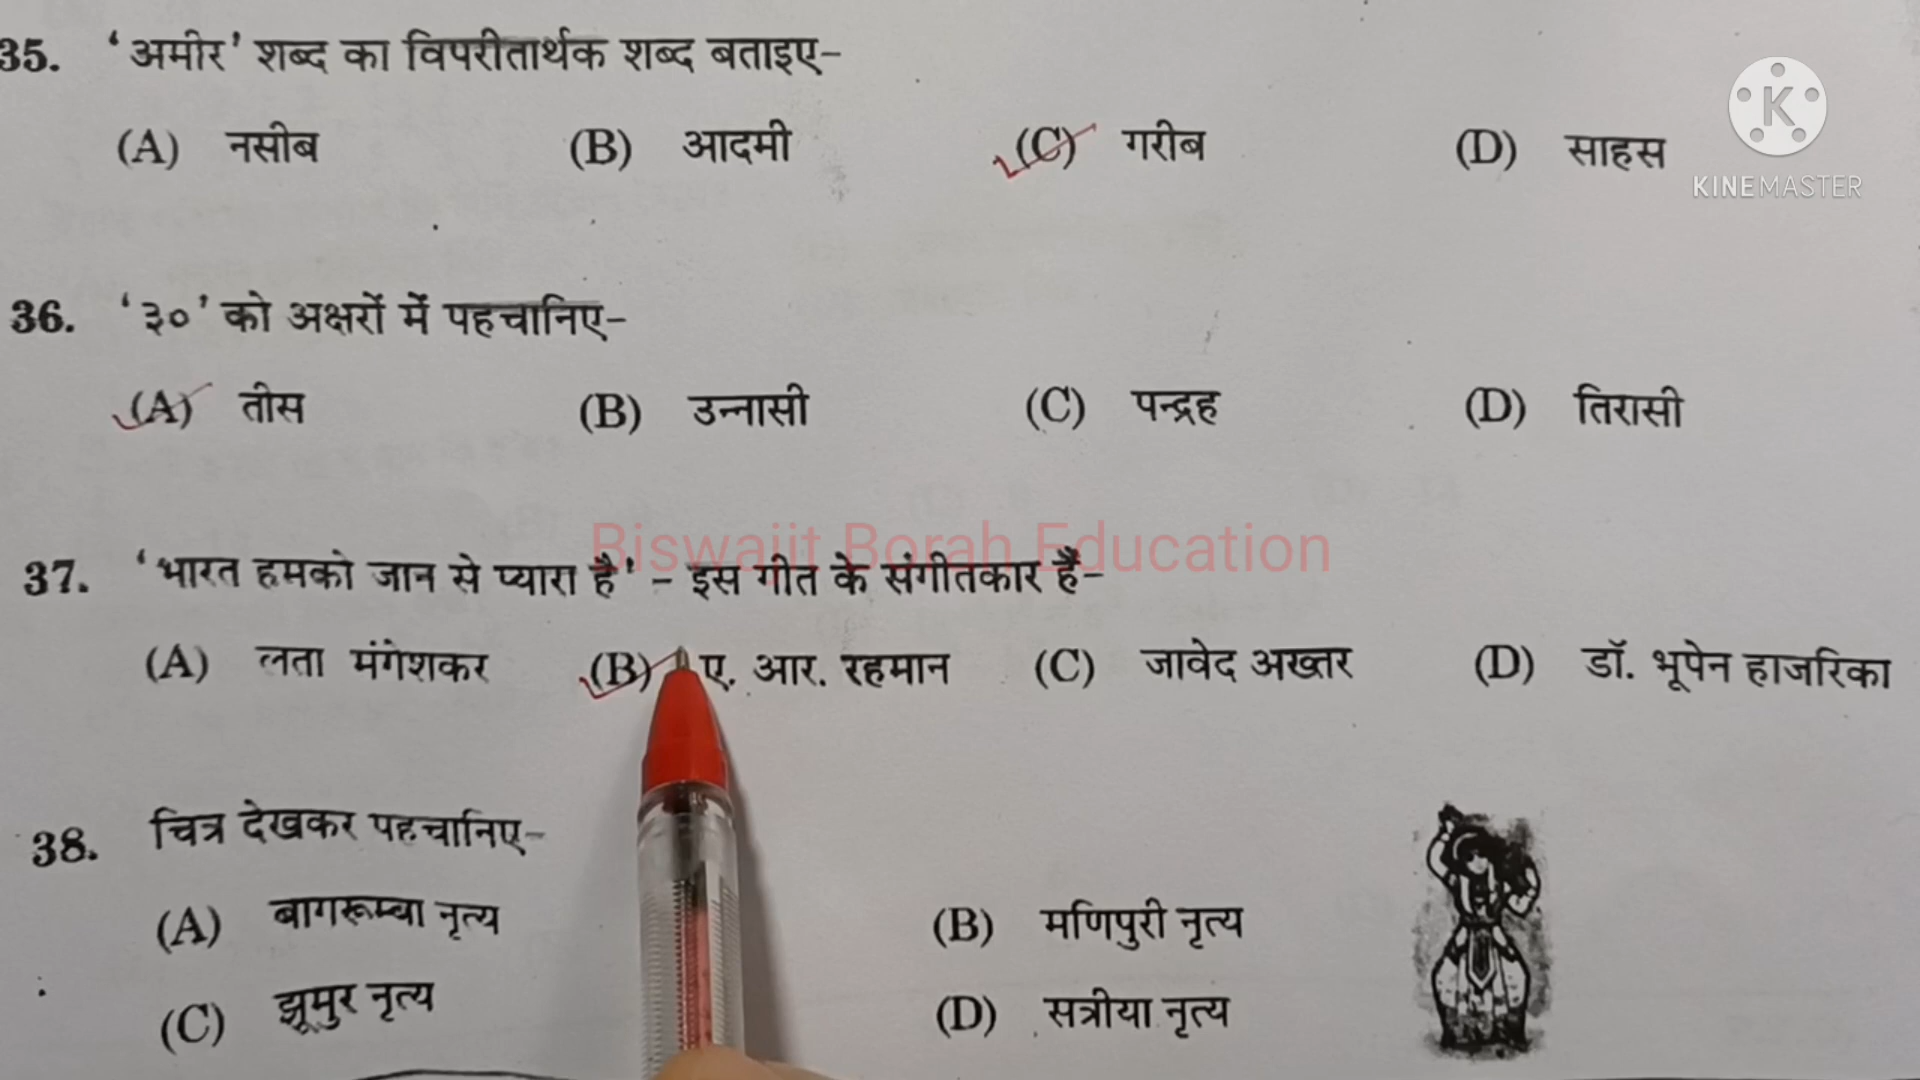 35. 'अमीर' शब्द का विपरीतार्थक शब्द बताइए-
(A) नसीब (B) आदमी (C) गरीब (D) साहस
K
KINEMASTER
36. '३०' को अक्षरों में पहचानिए-
(A) तीस (B) उन्नासी (C) पन्द्रह (D) तिरासी
Biswajit Borah Education
37. 'भारत हमको जान से प्यारा है' - इस गीत के संगीतकार हैं-
(A) लता मंगेशकर (B) ए. आर. रहमान (C) जावेद अख्तर (D) डॉ. भूपेन हाजरिका
38. चित्र देखकर पहचानिए-
(A) बागरूम्बा नृत्य (B) मणिपुरी नृत्य
(C) झूमुर नृत्य (D) सत्रीया नृत्य